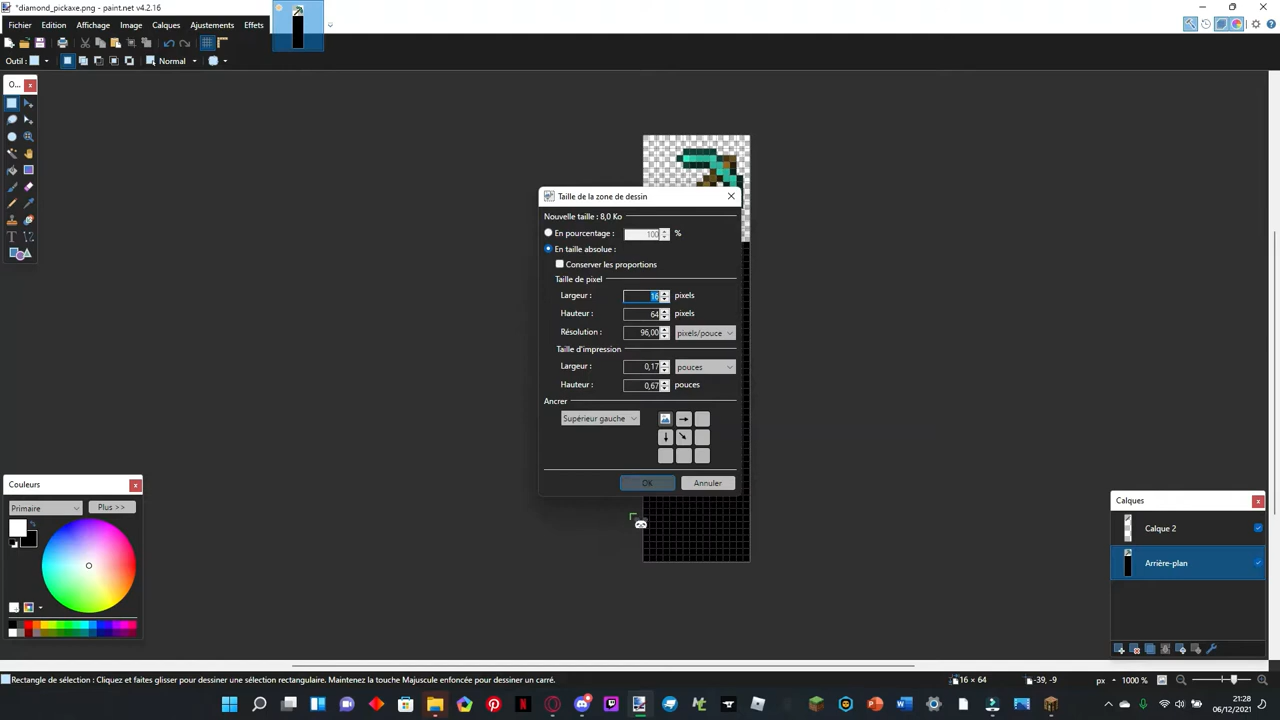 *diamond_pickaxe.png - paint.net v4.2.16
Fichier Edition Affichage Image Calques Ajustements Effets
Outil : Normal
O...
Taille de la zone de dessin
Nouvelle taille : 8,0 Ko
En pourcentage : 100 %
En taille absolue :
Conserver les proportions
Taille de pixel
Largeur : 16 pixels
Hauteur : 64 pixels
Résolution : 96,00 pixels/pouce
Taille d'impression
Largeur : 0,17 pouces
Hauteur : 0,67 pouces
Ancrer
Supérieur gauche
OK Annuler
Couleurs
Primaire Plus >>
Calques
Calque 2
Arrière-plan
Rectangle de sélection : Cliquez et faites glisser pour dessiner une sélection rectangulaire. Maintenez la touche Majuscule enfoncée pour dessiner un carré. 16 × 64 -39, -9 px 1000 %
21:28
06/12/2021